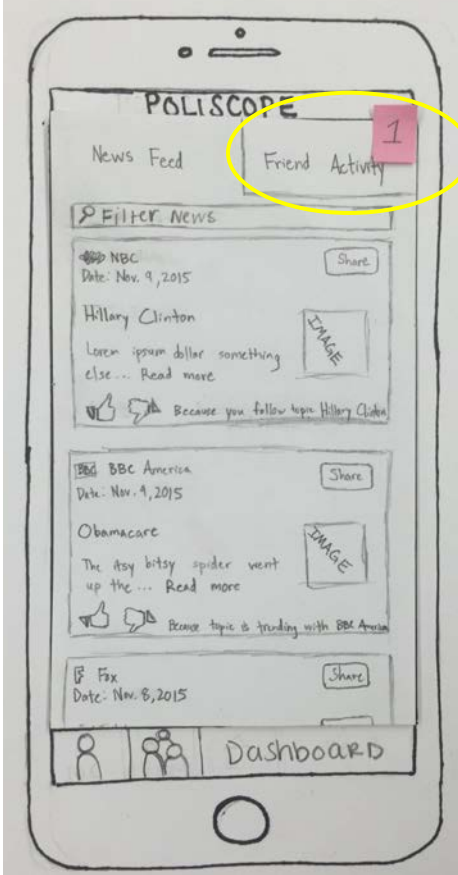 POLISCOPE
1
News Feed
Friend Activity
Filter News
NBC
Share
Date: Nov. 9, 2015
Hillary Clinton
IMAGE
Lorem ipsum dollar something
else... Read more
Because you follow topic Hillary Clinton
BBC BBC America
Share
Date: Nov. 9, 2015
Obamacare
IMAGE
The itsy bitsy spider went
up the ... Read more
Because topic is trending with BBC America
F Fox
Share
Date: Nov. 8, 2015
Dashboard